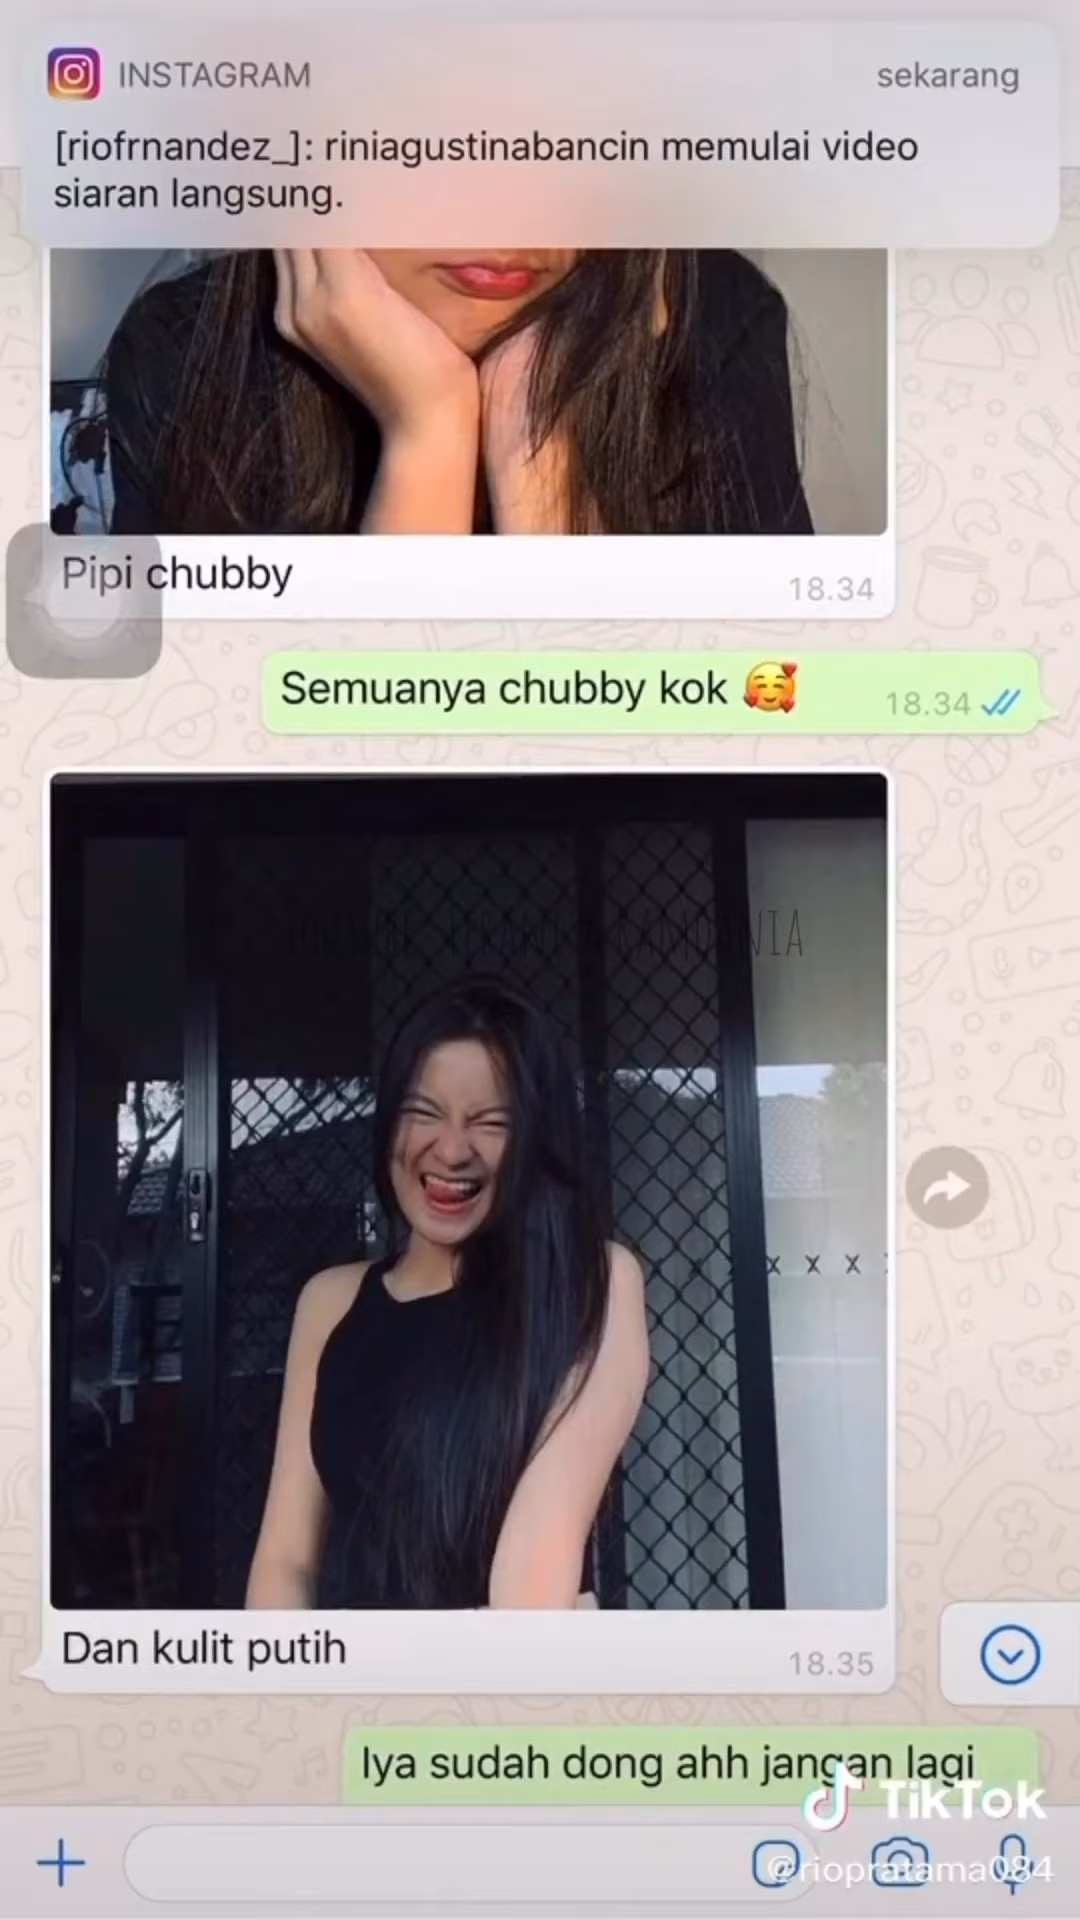 INSTAGRAM
sekarang
[riofrnandez_]: riniagustinabancin memulai video
siaran langsung.
Pipi chubby
18.34
Semuanya chubby kok 🥰
18.34
x x x
Dan kulit putih
18.35
Iya sudah dong ahh jangan lagi
TikTok
@riopratama084